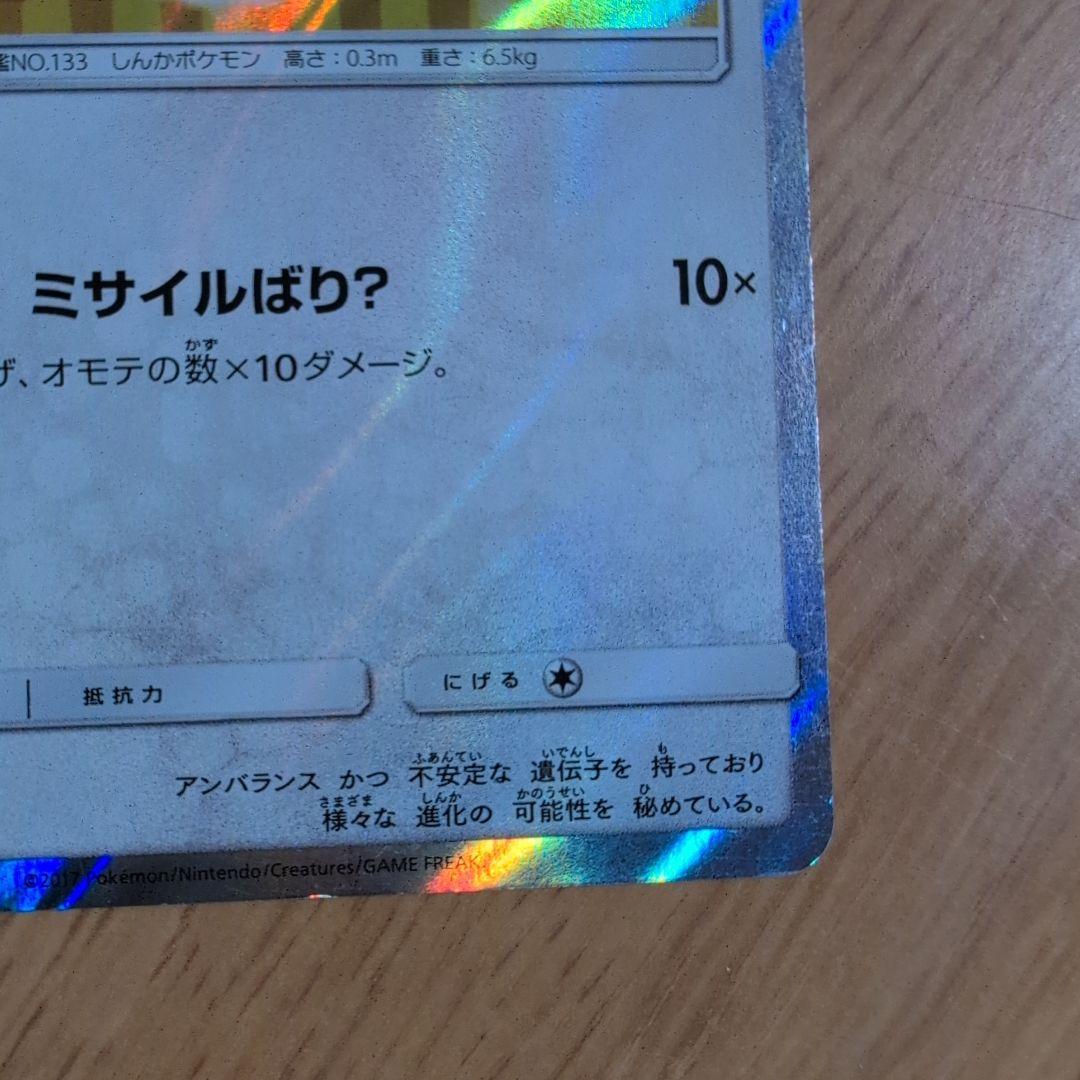 鑑NO.133 しんかポケモン 高さ:0.3m 重さ:6.5kg
ミサイルばり? 10×
かず
、オモテの数×10ダメージ。
抵抗力 にげる
ふあんてい いでんし も
アンバランス かつ 不安定な 遺伝子を 持っており
さまざま しんか かのうせい ひ
様々な 進化の 可能性を 秘めている。
©2017 Pokémon/Nintendo/Creatures/GAME FREAK.